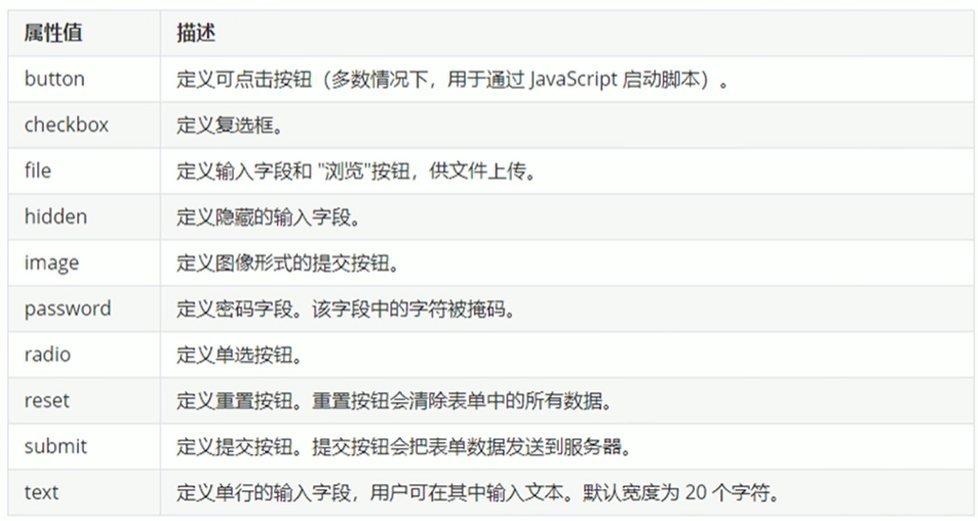 属性值 描述
button 定义可点击按钮（多数情况下，用于通过 JavaScript 启动脚本）。
checkbox 定义复选框。
file 定义输入字段和 "浏览"按钮，供文件上传。
hidden 定义隐藏的输入字段。
image 定义图像形式的提交按钮。
password 定义密码字段。该字段中的字符被掩码。
radio 定义单选按钮。
reset 定义重置按钮。重置按钮会清除表单中的所有数据。
submit 定义提交按钮。提交按钮会把表单数据发送到服务器。
text 定义单行的输入字段，用户可在其中输入文本。默认宽度为 20 个字符。